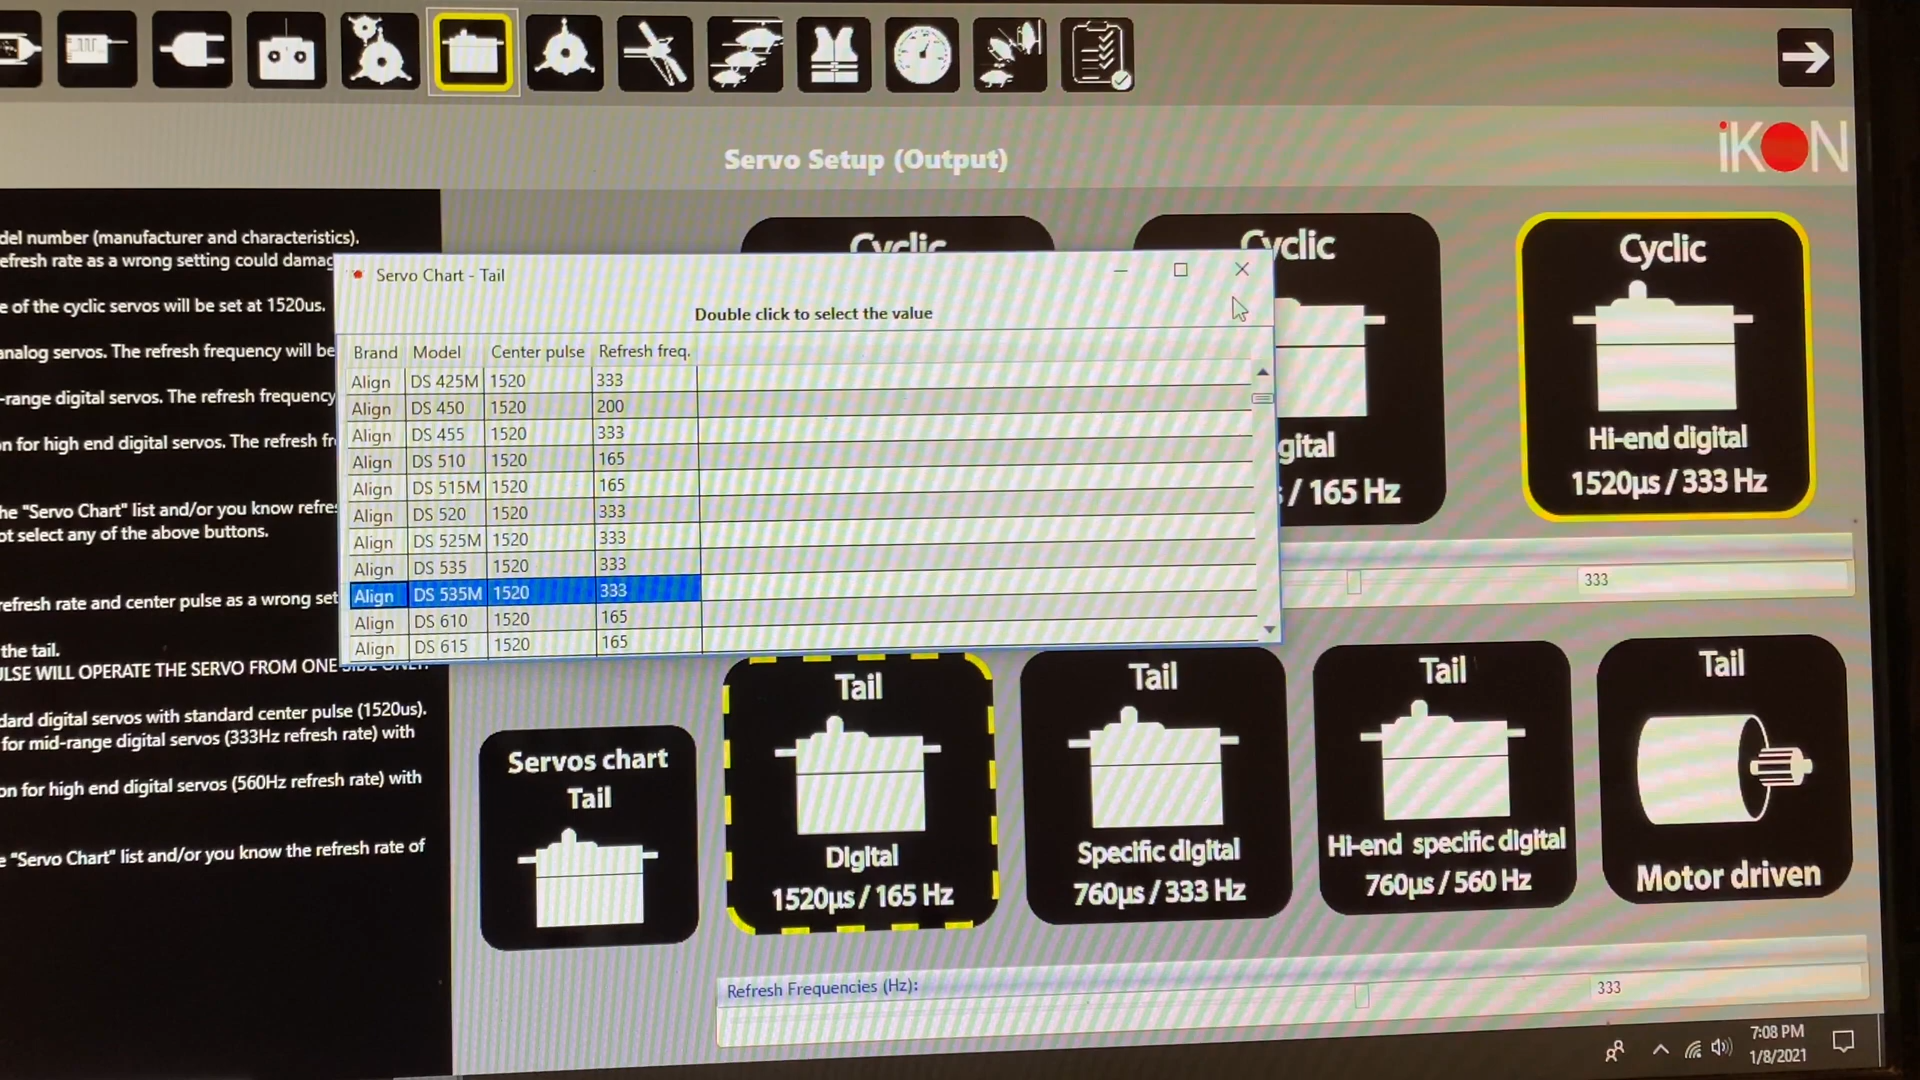 Servo Setup (Output)
iKON
del number (manufacturer and characteristics).
efresh rate as a wrong setting could damag
e of the cyclic servos will be set at 1520us.
analog servos. The refresh frequency will be
-range digital servos. The refresh frequency
on for high end digital servos. The refresh fr
he "Servo Chart" list and/or you know refre
ot select any of the above buttons.
refresh rate and center pulse as a wrong set
the tail.
ULSE WILL OPERATE THE SERVO FROM ONE SIDE ONLY.
dard digital servos with standard center pulse (1520us).
for mid-range digital servos (333Hz refresh rate) with
on for high end digital servos (560Hz refresh rate) with
e "Servo Chart" list and/or you know the refresh rate of
Cyclic
Cyclic
gital
/ 165 Hz
Cyclic
Hi-end digital
1520µs / 333 Hz
333
Servo Chart - Tail
Double click to select the value
Brand Model Center pulse Refresh freq.
Align DS 425M 1520 333
Align DS 450 1520 200
Align DS 455 1520 333
Align DS 510 1520 165
Align DS 515M 1520 165
Align DS 520 1520 333
Align DS 525M 1520 333
Align DS 535 1520 333
Align DS 535M 1520 333
Align DS 610 1520 165
Align DS 615 1520 165
Servos chart
Tail
Tail
Digital
1520µs / 165 Hz
Tail
Specific digital
760µs / 333 Hz
Tail
Hi-end specific digital
760µs / 560 Hz
Tail
Motor driven
Refresh Frequencies (Hz):
333
7:08 PM
1/8/2021